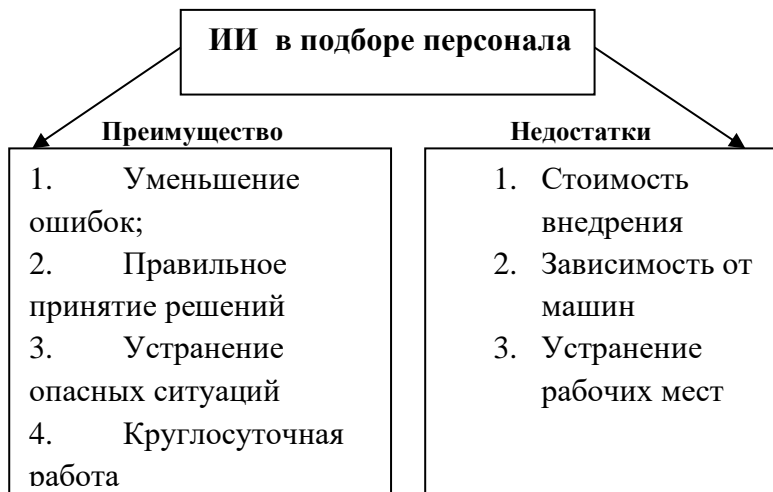 ИИ в подборе персонала
Преимущество
1. Уменьшение
ошибок;
2. Правильное
принятие решений
3. Устранение
опасных ситуаций
4. Круглосуточная
работа
Недостатки
1. Стоимость
внедрения
2. Зависимость от
машин
3. Устранение
рабочих мест